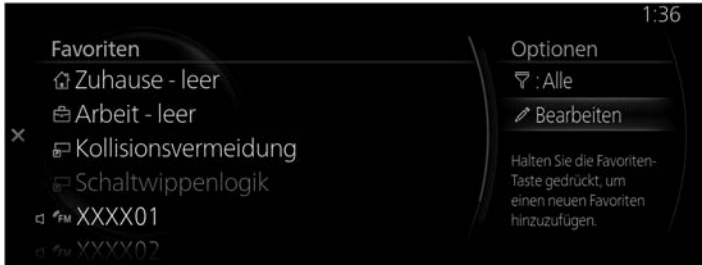 1:36
Favoriten
Zuhause - leer
Arbeit - leer
Kollisionsvermeidung
Schaltwippenlogik
FM XXXX01
FM XXXX02
Optionen
: Alle
Bearbeiten
Halten Sie die Favoriten-
Taste gedrückt, um
einen neuen Favoriten
hinzuzufügen.